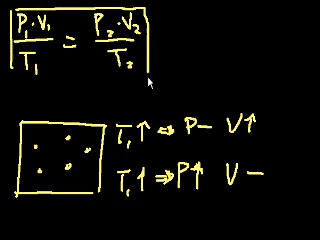 P₁·V₁ / T₁ = P₂·V₂ / T₂
T₁↑ ⇔ P— V↑
T₁↑ ⇒ P↑ V—